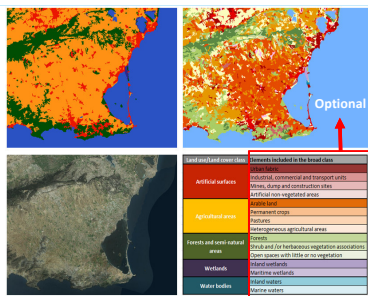 Optional
Land use/land cover class Elements included in the broad class
Artificial surfaces
Urban fabric
Industrial, commercial and transport units
Mines, dump and construction sites
Artificial non-vegetated areas
Agricultural areas
Arable land
Permanent crops
Pastures
Heterogeneous agricultural areas
Forests and semi-natural
areas
Forests
Shrub and /or herbaceous vegetation associations
Open spaces with little or no vegetation
Wetlands
Inland wetlands
Maritime wetlands
Water bodies
Inland waters
Marine waters